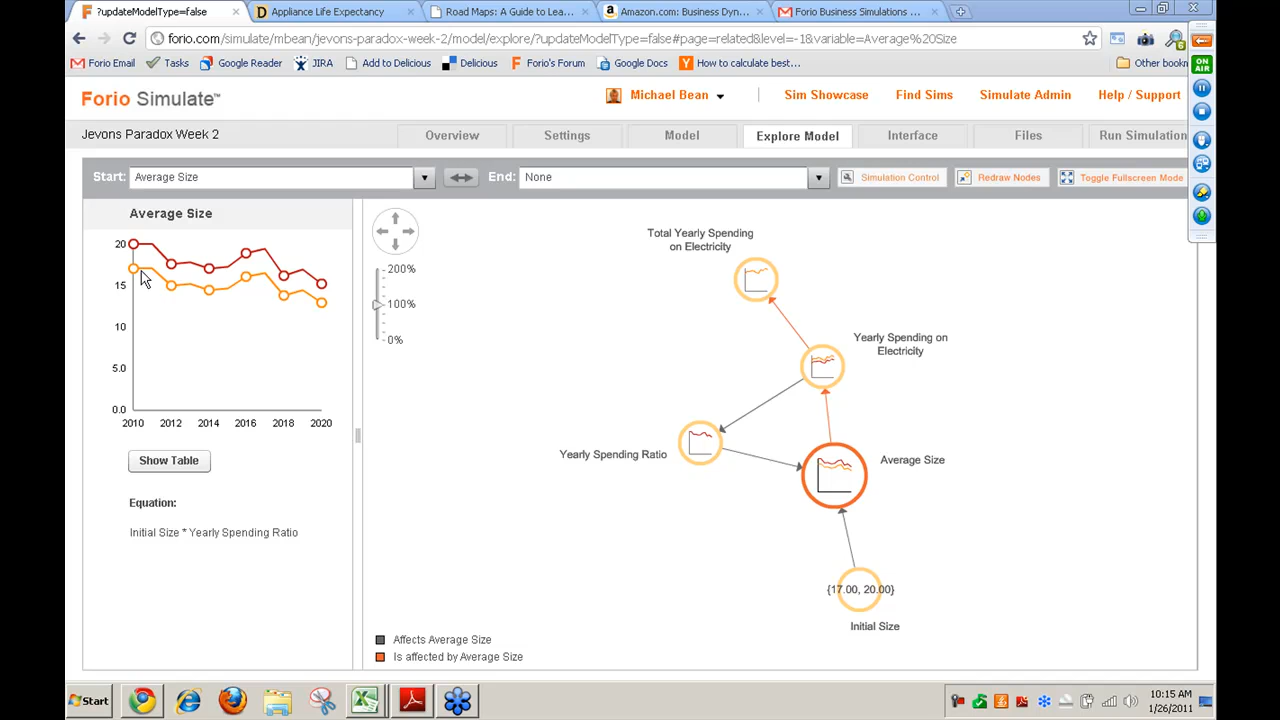 ?updateModelType=false
Appliance Life Expectancy
Road Maps: A Guide to Lea...
Amazon.com: Business Dyn...
Forio Business Simulations ...
forio.com/simulate/mbean/jevons-paradox-week-2/model/explore/?updateModelType=false#page=related&level=-1&variable=Average%20Size
6
Forio Email
Tasks
Google Reader
JIRA
Add to Delicious
Delicious
Forio's Forum
Google Docs
How to calculate best...
Other bookn
ON
AIR
Forio Simulate™
Michael Bean
Sim Showcase
Find Sims
Simulate Admin
Help / Support
Jevons Paradox Week 2
Overview
Settings
Model
Explore Model
Interface
Files
Run Simulation
Start:
Average Size
End:
None
Simulation Control
Redraw Nodes
Toggle Fullscreen Mode
Average Size
20
15
10
5.0
0.0
2010
2012
2014
2016
2018
2020
Show Table
Equation:
Initial Size * Yearly Spending Ratio
200%
100%
0%
Total Yearly Spending
on Electricity
Yearly Spending on
Electricity
Yearly Spending Ratio
Average Size
{17.00, 20.00}
Initial Size
Affects Average Size
Is affected by Average Size
Start
10:15 AM
1/26/2011